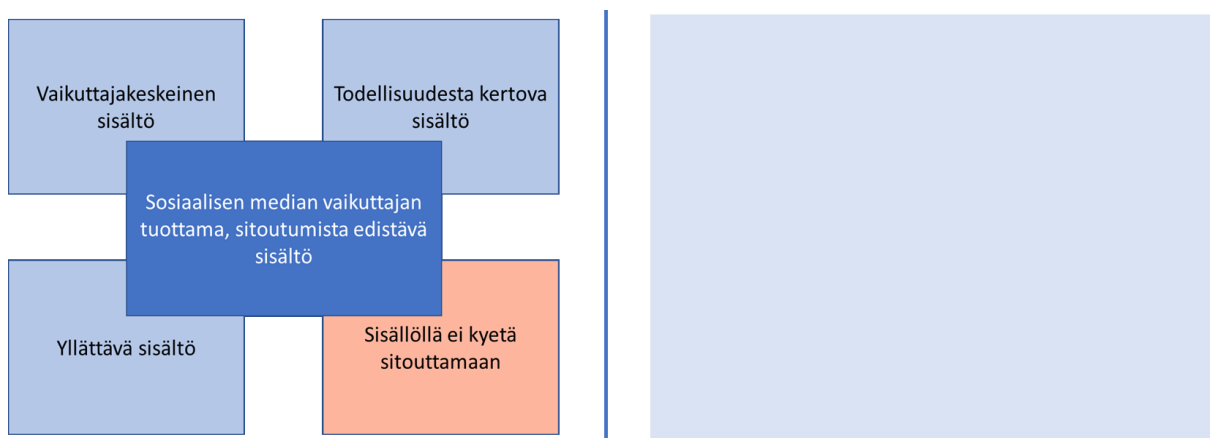 Vaikuttajakeskeinen
sisältö
Todellisuudesta kertova
sisältö
Sosiaalisen median vaikuttajan
tuottama, sitoutumista edistävä
sisältö
Yllättävä sisältö
Sisällöllä ei kyetä
sitouttamaan